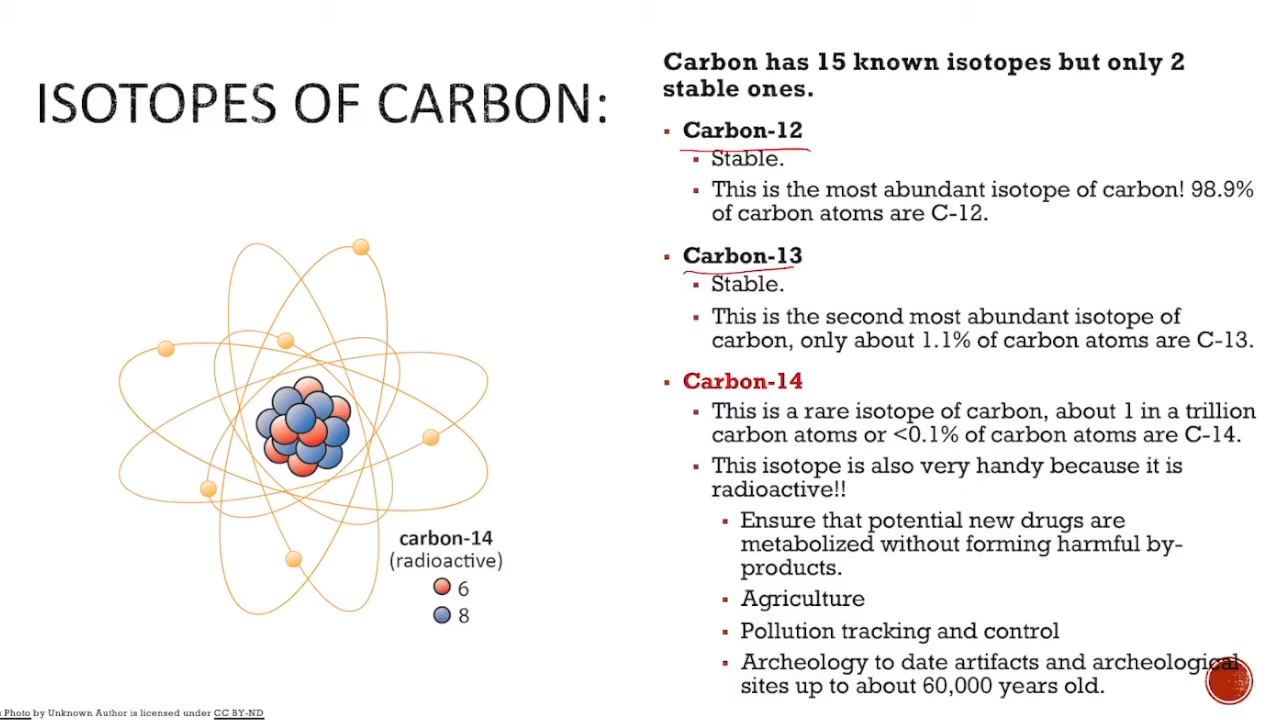 ISOTOPES OF CARBON:
Carbon has 15 known isotopes but only 2
stable ones.
Carbon-12
Stable.
This is the most abundant isotope of carbon! 98.9%
of carbon atoms are C-12.
Carbon-13
Stable.
This is the second most abundant isotope of
carbon, only about 1.1% of carbon atoms are C-13.
Carbon-14
This is a rare isotope of carbon, about 1 in a trillion
carbon atoms or <0.1% of carbon atoms are C-14.
This isotope is also very handy because it is
radioactive!!
Ensure that potential new drugs are
metabolized without forming harmful by-
products.
Agriculture
Pollution tracking and control
Archeology to date artifacts and archeological
sites up to about 60,000 years old.
carbon-14
(radioactive)
6
8
Photo by Unknown Author is licensed under CC BY-ND